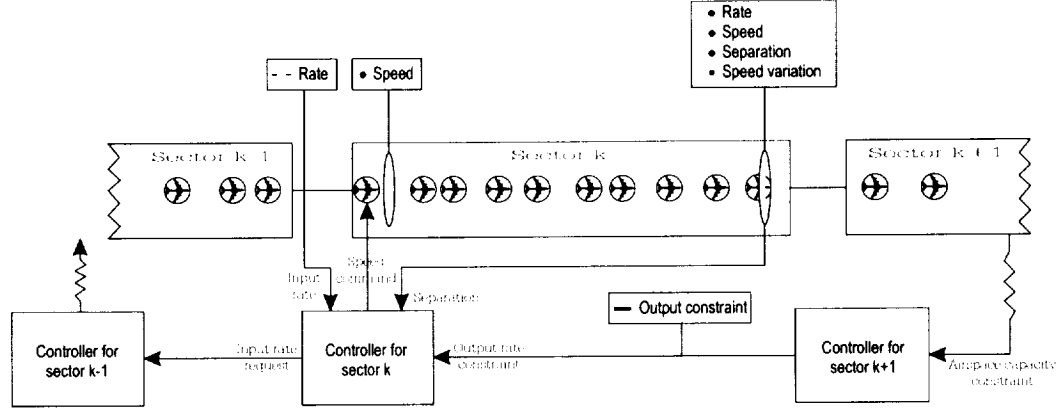 • Rate
• Speed
• Separation
• Speed variation
-- Rate
• Speed
Sector k-1
Sector k
Sector k+1
Input
rate
Speed
command
Separation
Output constraint
Controller for
sector k-1
Input rate
request
Controller for
sector k
Output rate
constraint
Controller for
sector k+1
Airspace capacity
constraint